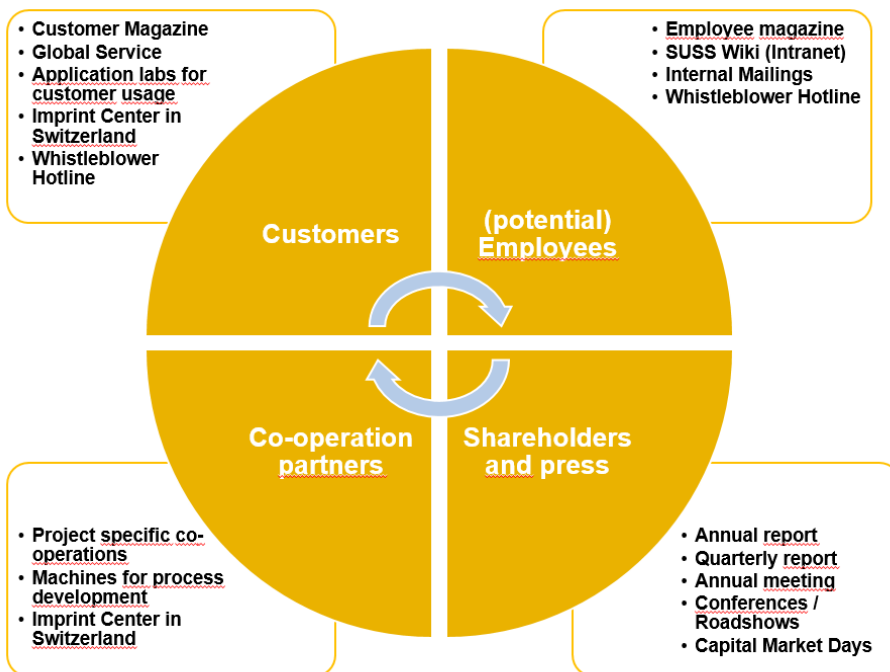 • Customer Magazine
• Global Service
• Application labs for
customer usage
• Imprint Center in
Switzerland
• Whistleblower
Hotline
• Employee magazine
• SUSS Wiki (Intranet)
• Internal Mailings
• Whistleblower Hotline
Customers
(potential)
Employees
Co-operation
partners
Shareholders
and press
• Project specific co-
operations
• Machines for process
development
• Imprint Center in
Switzerland
• Annual report
• Quarterly report
• Annual meeting
• Conferences /
Roadshows
• Capital Market Days